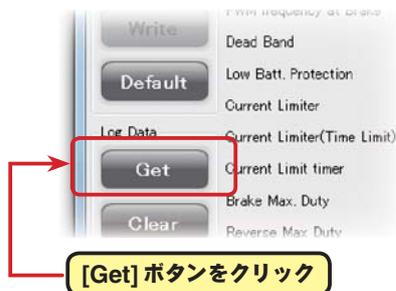 PWM frequency at Brake
Write
Dead Band
Default
Low Batt. Protection
Current Limiter
Log Data
Current Limiter(Time Limit)
Get
Current Limit timer
Brake Max. Duty
Clear
Reverse Max Duty
[Get] ボタンをクリック